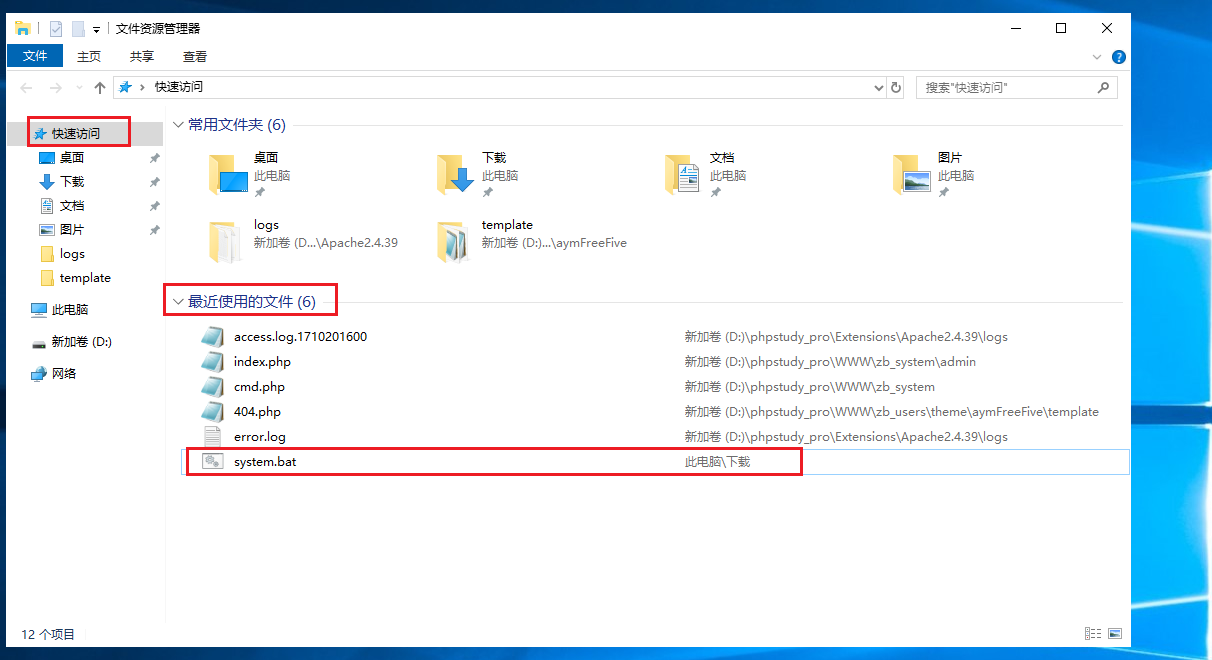 文件资源管理器
文件 主页 共享 查看
快速访问 搜索"快速访问"
快速访问
桌面
下载
文档
图片
logs
template
此电脑
新加卷 (D:)
网络
常用文件夹 (6)
桌面
此电脑
下载
此电脑
文档
此电脑
图片
此电脑
logs
新加卷 (D...\Apache2.4.39
template
新加卷 (D:)...\aymFreeFive
最近使用的文件 (6)
access.log.1710201600 新加卷 (D:)\phpstudy_pro\Extensions\Apache2.4.39\logs
index.php 新加卷 (D:)\phpstudy_pro\WWW\zb_system\admin
cmd.php 新加卷 (D:)\phpstudy_pro\WWW\zb_system
404.php 新加卷 (D:)\phpstudy_pro\WWW\zb_users\theme\aymFreeFive\template
error.log 新加卷 (D:)\phpstudy_pro\Extensions\Apache2.4.39\logs
system.bat 此电脑\下载
12 个项目